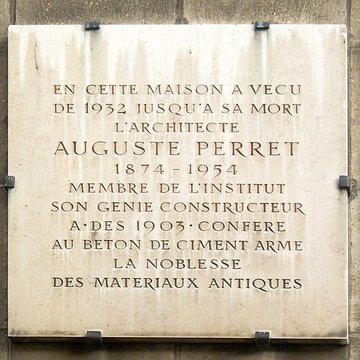 EN CETTE MAISON A VECU
DE 1932 JUSQU'A SA MORT
L'ARCHITECTE
AUGUSTE PERRET
1874-1954
MEMBRE DE L'INSTITUT
SON GENIE CONSTRUCTEUR
A·DES 1903·CONFERE
AU BETON DE CIMENT ARME
LA NOBLESSE
DES MATERIAUX ANTIQUES